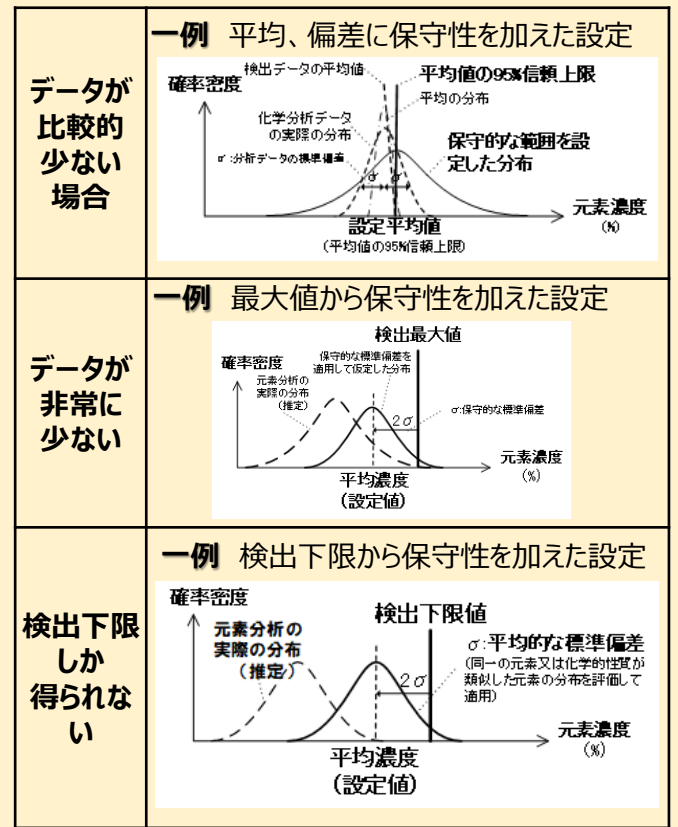 データが
比較的
少ない
場合
一例 平均、偏差に保守性を加えた設定
確率密度
検出データの平均値
平均値の95%信頼上限
平均の分布
化学分析データ
の実際の分布
σ:分析データの標準偏差
保守的な範囲を設
定した分布
σ σ
元素濃度
(%)
設定平均値
(平均値の95%信頼上限)
データが
非常に
少ない
一例 最大値から保守性を加えた設定
検出最大値
確率密度
保守的な標準偏差を
適用して仮定した分布
元素分析の
実際の分布
(推定)
σ:保守的な標準偏差
2σ
元素濃度
(%)
平均濃度
(設定値)
検出下限
しか
得られな
い
一例 検出下限から保守性を加えた設定
確率密度
検出下限値
元素分析の
実際の分布
(推定)
σ:平均的な標準偏差
(同一の元素又は化学的性質が
類似した元素の分布を評価して
適用)
2σ
元素濃度
(%)
平均濃度
(設定値)